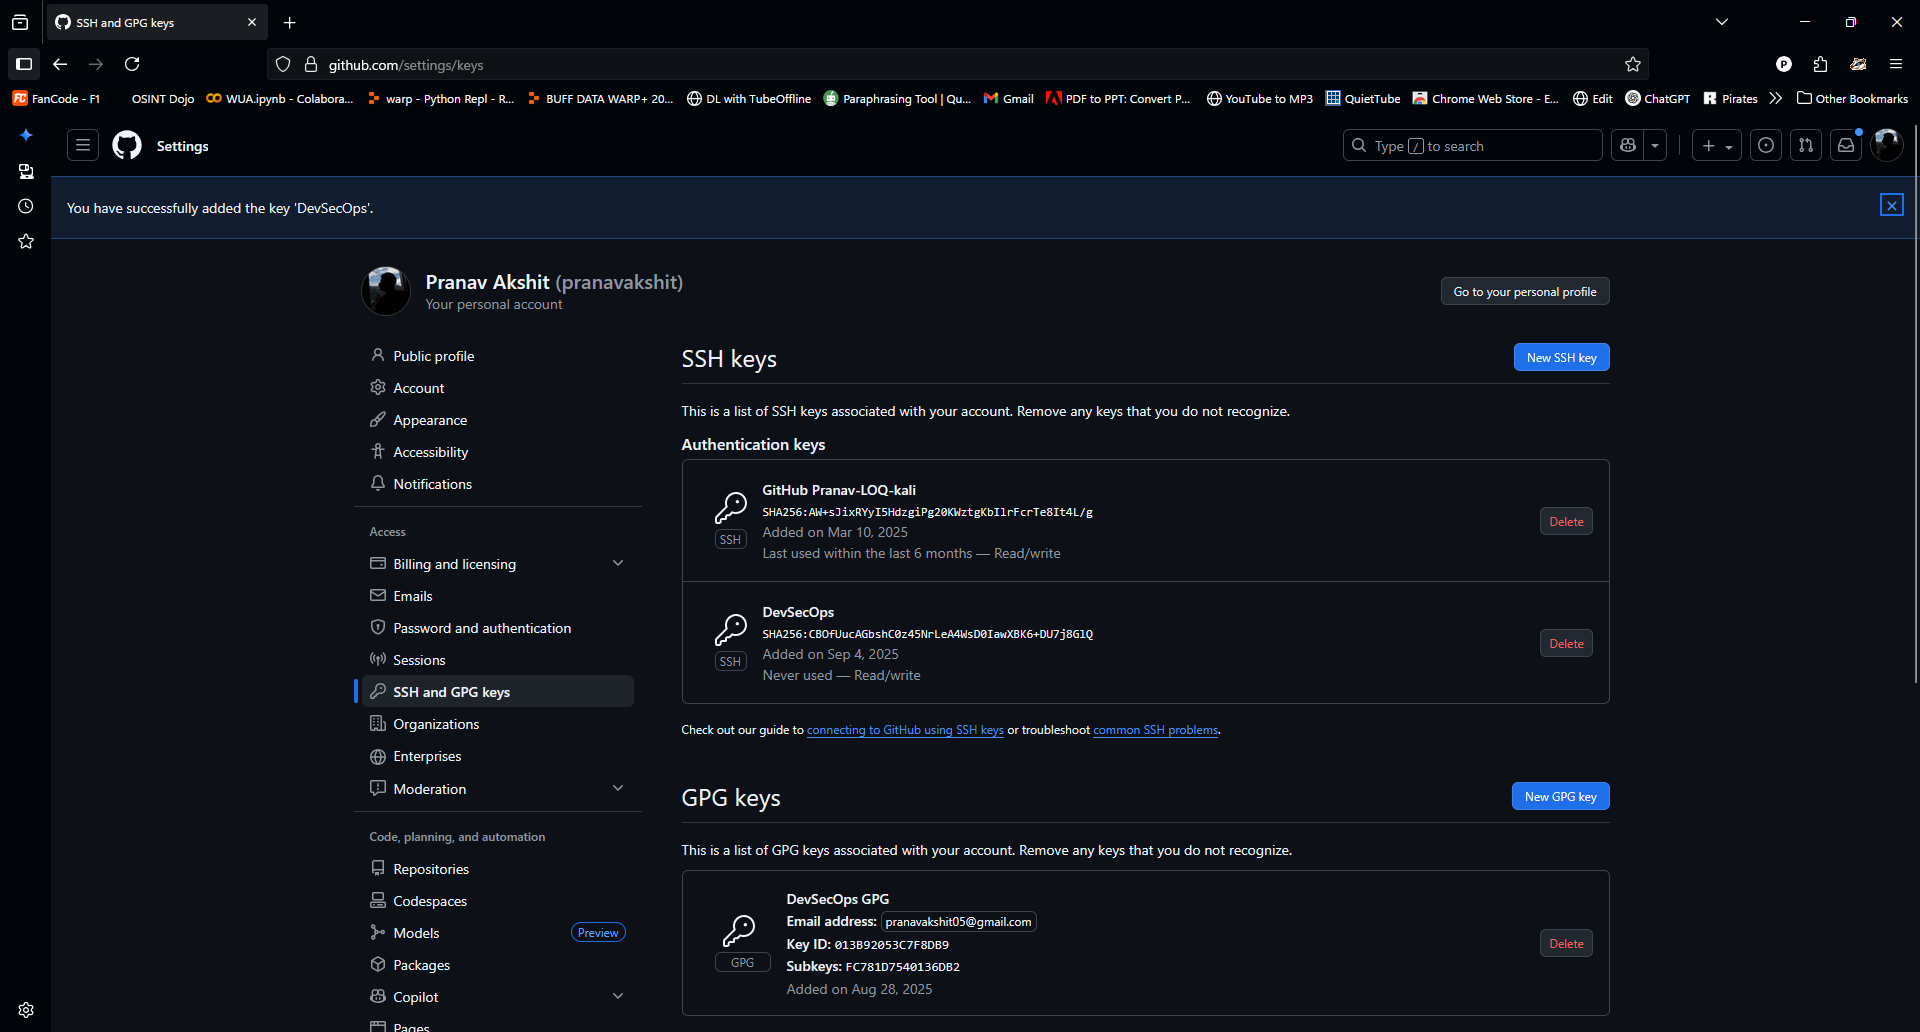 SSH and GPG keys
github.com/settings/keys
FanCode - F1
OSINT Dojo
WUA.ipynb - Colabora...
warp - Python Repl - R...
BUFF DATA WARP+ 20...
DL with TubeOffline
Paraphrasing Tool | Qu...
Gmail
PDF to PPT: Convert P...
YouTube to MP3
QuietTube
Chrome Web Store - E...
Edit
ChatGPT
Pirates
Other Bookmarks
Settings
Type / to search
You have successfully added the key 'DevSecOps'.
Pranav Akshit (pranavakshit)
Your personal account
Go to your personal profile
Public profile
Account
Appearance
Accessibility
Notifications
Access
Billing and licensing
Emails
Password and authentication
Sessions
SSH and GPG keys
Organizations
Enterprises
Moderation
Code, planning, and automation
Repositories
Codespaces
Models
Preview
Packages
Copilot
Pages
SSH keys
New SSH key
This is a list of SSH keys associated with your account. Remove any keys that you do not recognize.
Authentication keys
GitHub Pranav-LOQ-kali
SHA256:AW+sJixRYyI5HdzgiPg20KWztgKbIlrFcrTe8It4L/g
Added on Mar 10, 2025
Last used within the last 6 months — Read/write
SSH
Delete
DevSecOps
SHA256:CBOfUucAGbshC0z45NrLeA4WsD0IawXBK6+DU7j8GlQ
Added on Sep 4, 2025
Never used — Read/write
SSH
Delete
Check out our guide to connecting to GitHub using SSH keys or troubleshoot common SSH problems.
GPG keys
New GPG key
This is a list of GPG keys associated with your account. Remove any keys that you do not recognize.
DevSecOps GPG
Email address: pranavakshit05@gmail.com
Key ID: 013B92053C7F8DB9
Subkeys: FC781D7540136DB2
Added on Aug 28, 2025
GPG
Delete